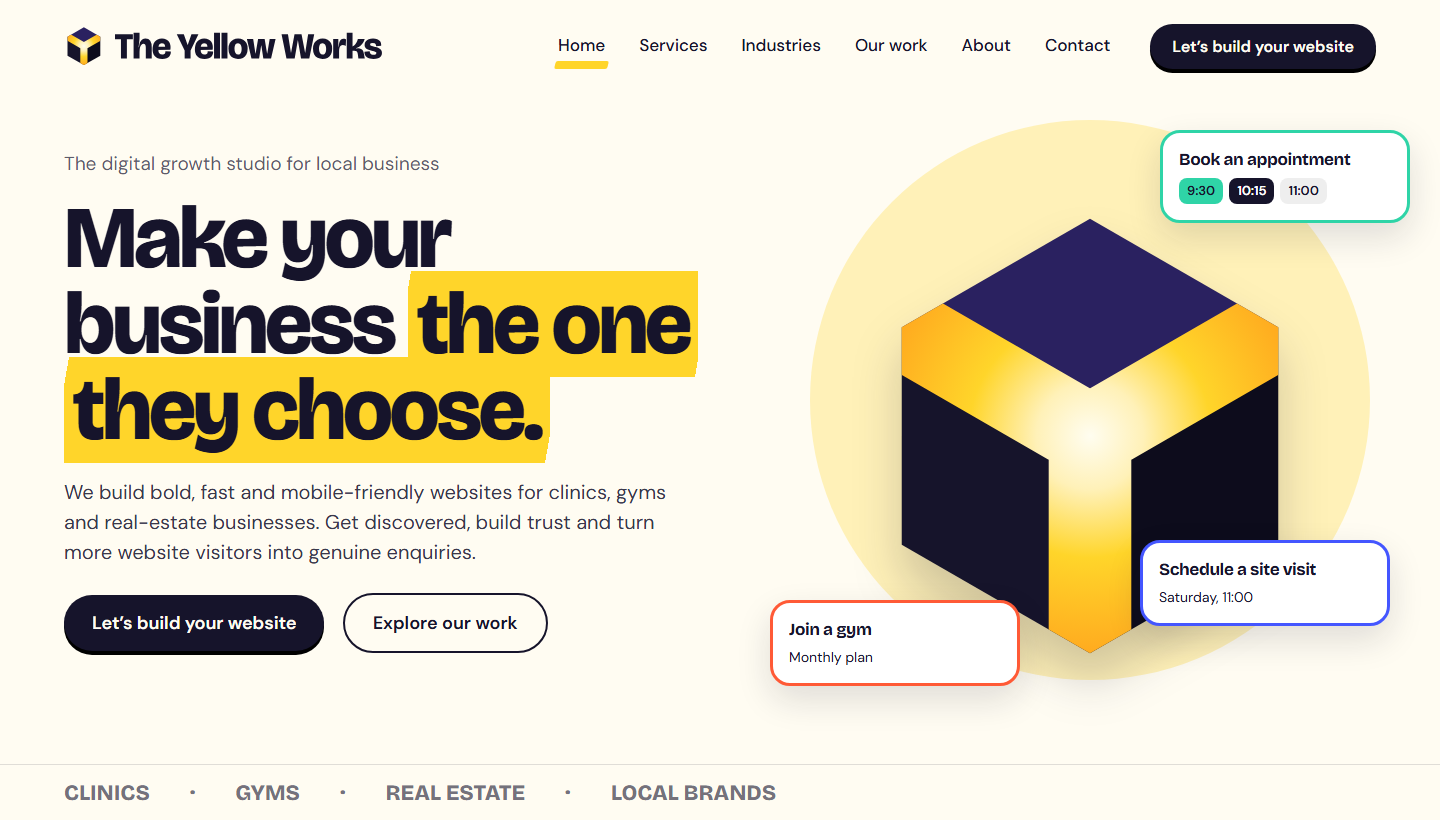 The Yellow Works
Home
Services
Industries
Our work
About
Contact
Let’s build your website
The digital growth studio for local business
Make your
business the one
they choose.
We build bold, fast and mobile-friendly websites for clinics, gyms
and real-estate businesses. Get discovered, build trust and turn
more website visitors into genuine enquiries.
Let’s build your website
Explore our work
Book an appointment
9:30 10:15 11:00
Schedule a site visit
Saturday, 11:00
Join a gym
Monthly plan
CLINICS · GYMS · REAL ESTATE · LOCAL BRANDS